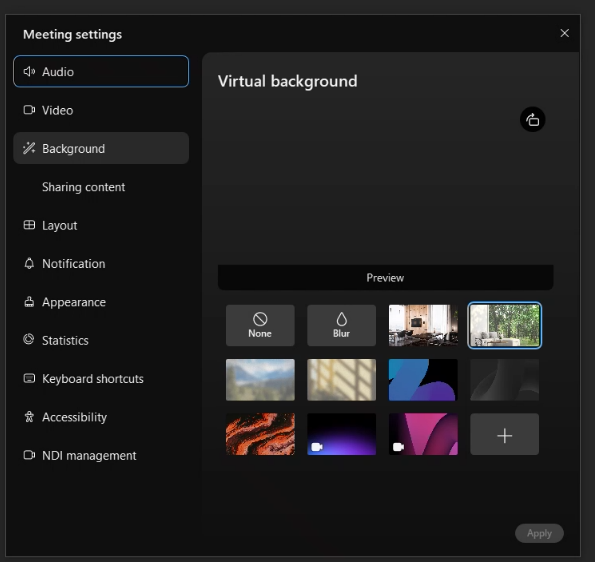 Meeting settings
Audio
Video
Background
Sharing content
Layout
Notification
Appearance
Statistics
Keyboard shortcuts
Accessibility
NDI management
Virtual background
Preview
None
Blur
Apply